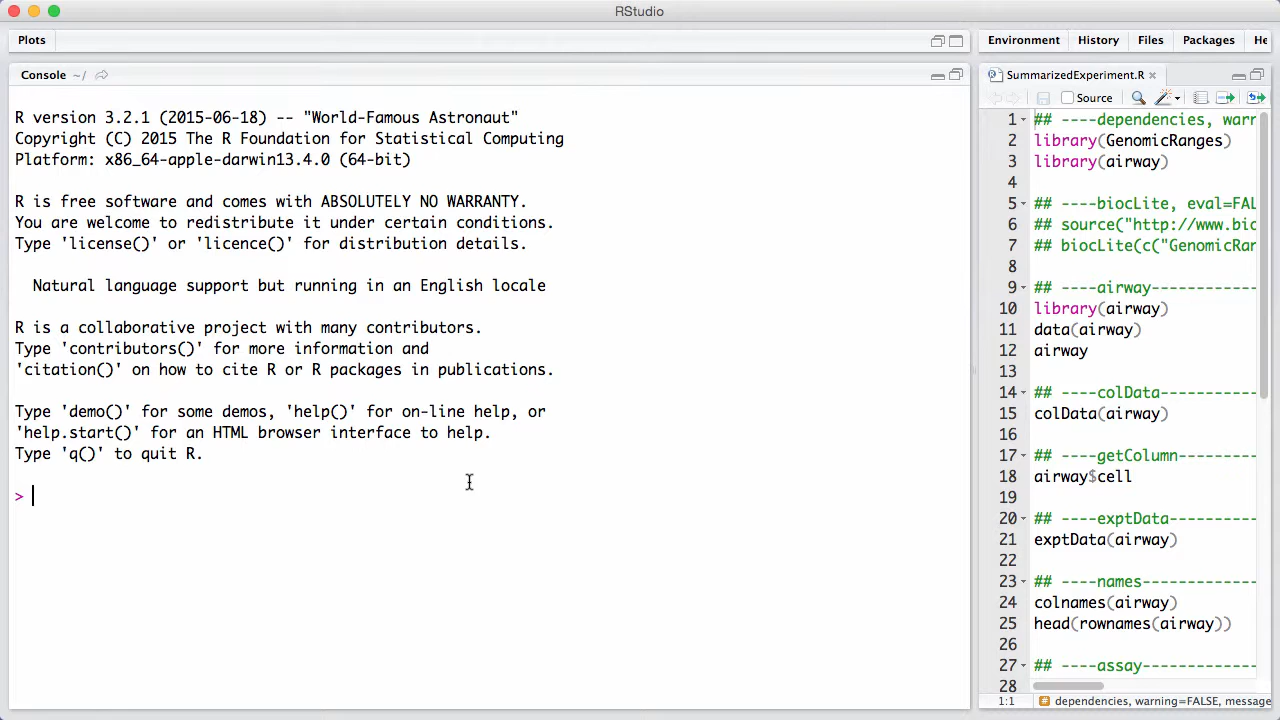 RStudio
Plots
Console ~/
R version 3.2.1 (2015-06-18) -- "World-Famous Astronaut"
Copyright (C) 2015 The R Foundation for Statistical Computing
Platform: x86_64-apple-darwin13.4.0 (64-bit)
R is free software and comes with ABSOLUTELY NO WARRANTY.
You are welcome to redistribute it under certain conditions.
Type 'license()' or 'licence()' for distribution details.
Natural language support but running in an English locale
R is a collaborative project with many contributors.
Type 'contributors()' for more information and
'citation()' on how to cite R or R packages in publications.
Type 'demo()' for some demos, 'help()' for on-line help, or
'help.start()' for an HTML browser interface to help.
Type 'q()' to quit R.
>
Environment History Files Packages He
SummarizedExperiment.R
Source
1 ## ----dependencies, warr
2 library(GenomicRanges)
3 library(airway)
4
5 ## ----biocLite, eval=FAL
6 ## source("http://www.bio
7 ## biocLite(c("GenomicRan
8
9 ## ----airway------------
10 library(airway)
11 data(airway)
12 airway
13
14 ## ----colData-----------
15 colData(airway)
16
17 ## ----getColumn---------
18 airway$cell
19
20 ## ----exptData----------
21 exptData(airway)
22
23 ## ----names-------------
24 colnames(airway)
25 head(rownames(airway))
26
27 ## ----assay-------------
28
1:1 # dependencies, warning=FALSE, message